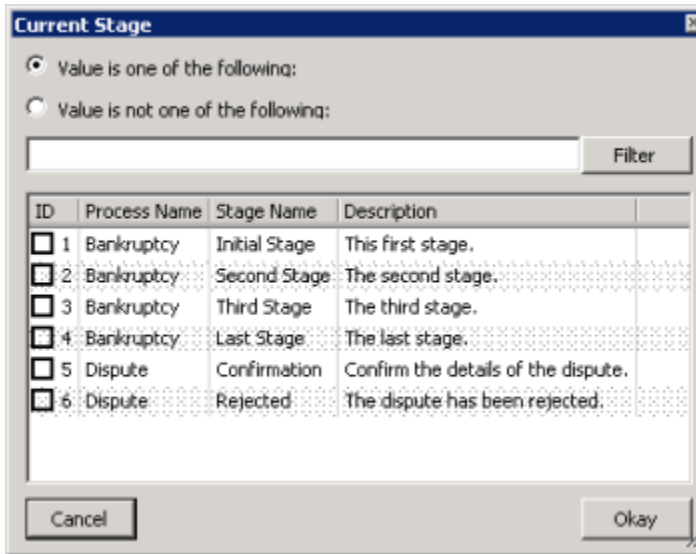 Current Stage
Value is one of the following:
Value is not one of the following:
Filter
ID Process Name Stage Name Description
1 Bankruptcy Initial Stage This first stage.
2 Bankruptcy Second Stage The second stage.
3 Bankruptcy Third Stage The third stage.
4 Bankruptcy Last Stage The last stage.
5 Dispute Confirmation Confirm the details of the dispute.
6 Dispute Rejected The dispute has been rejected.
Cancel Okay